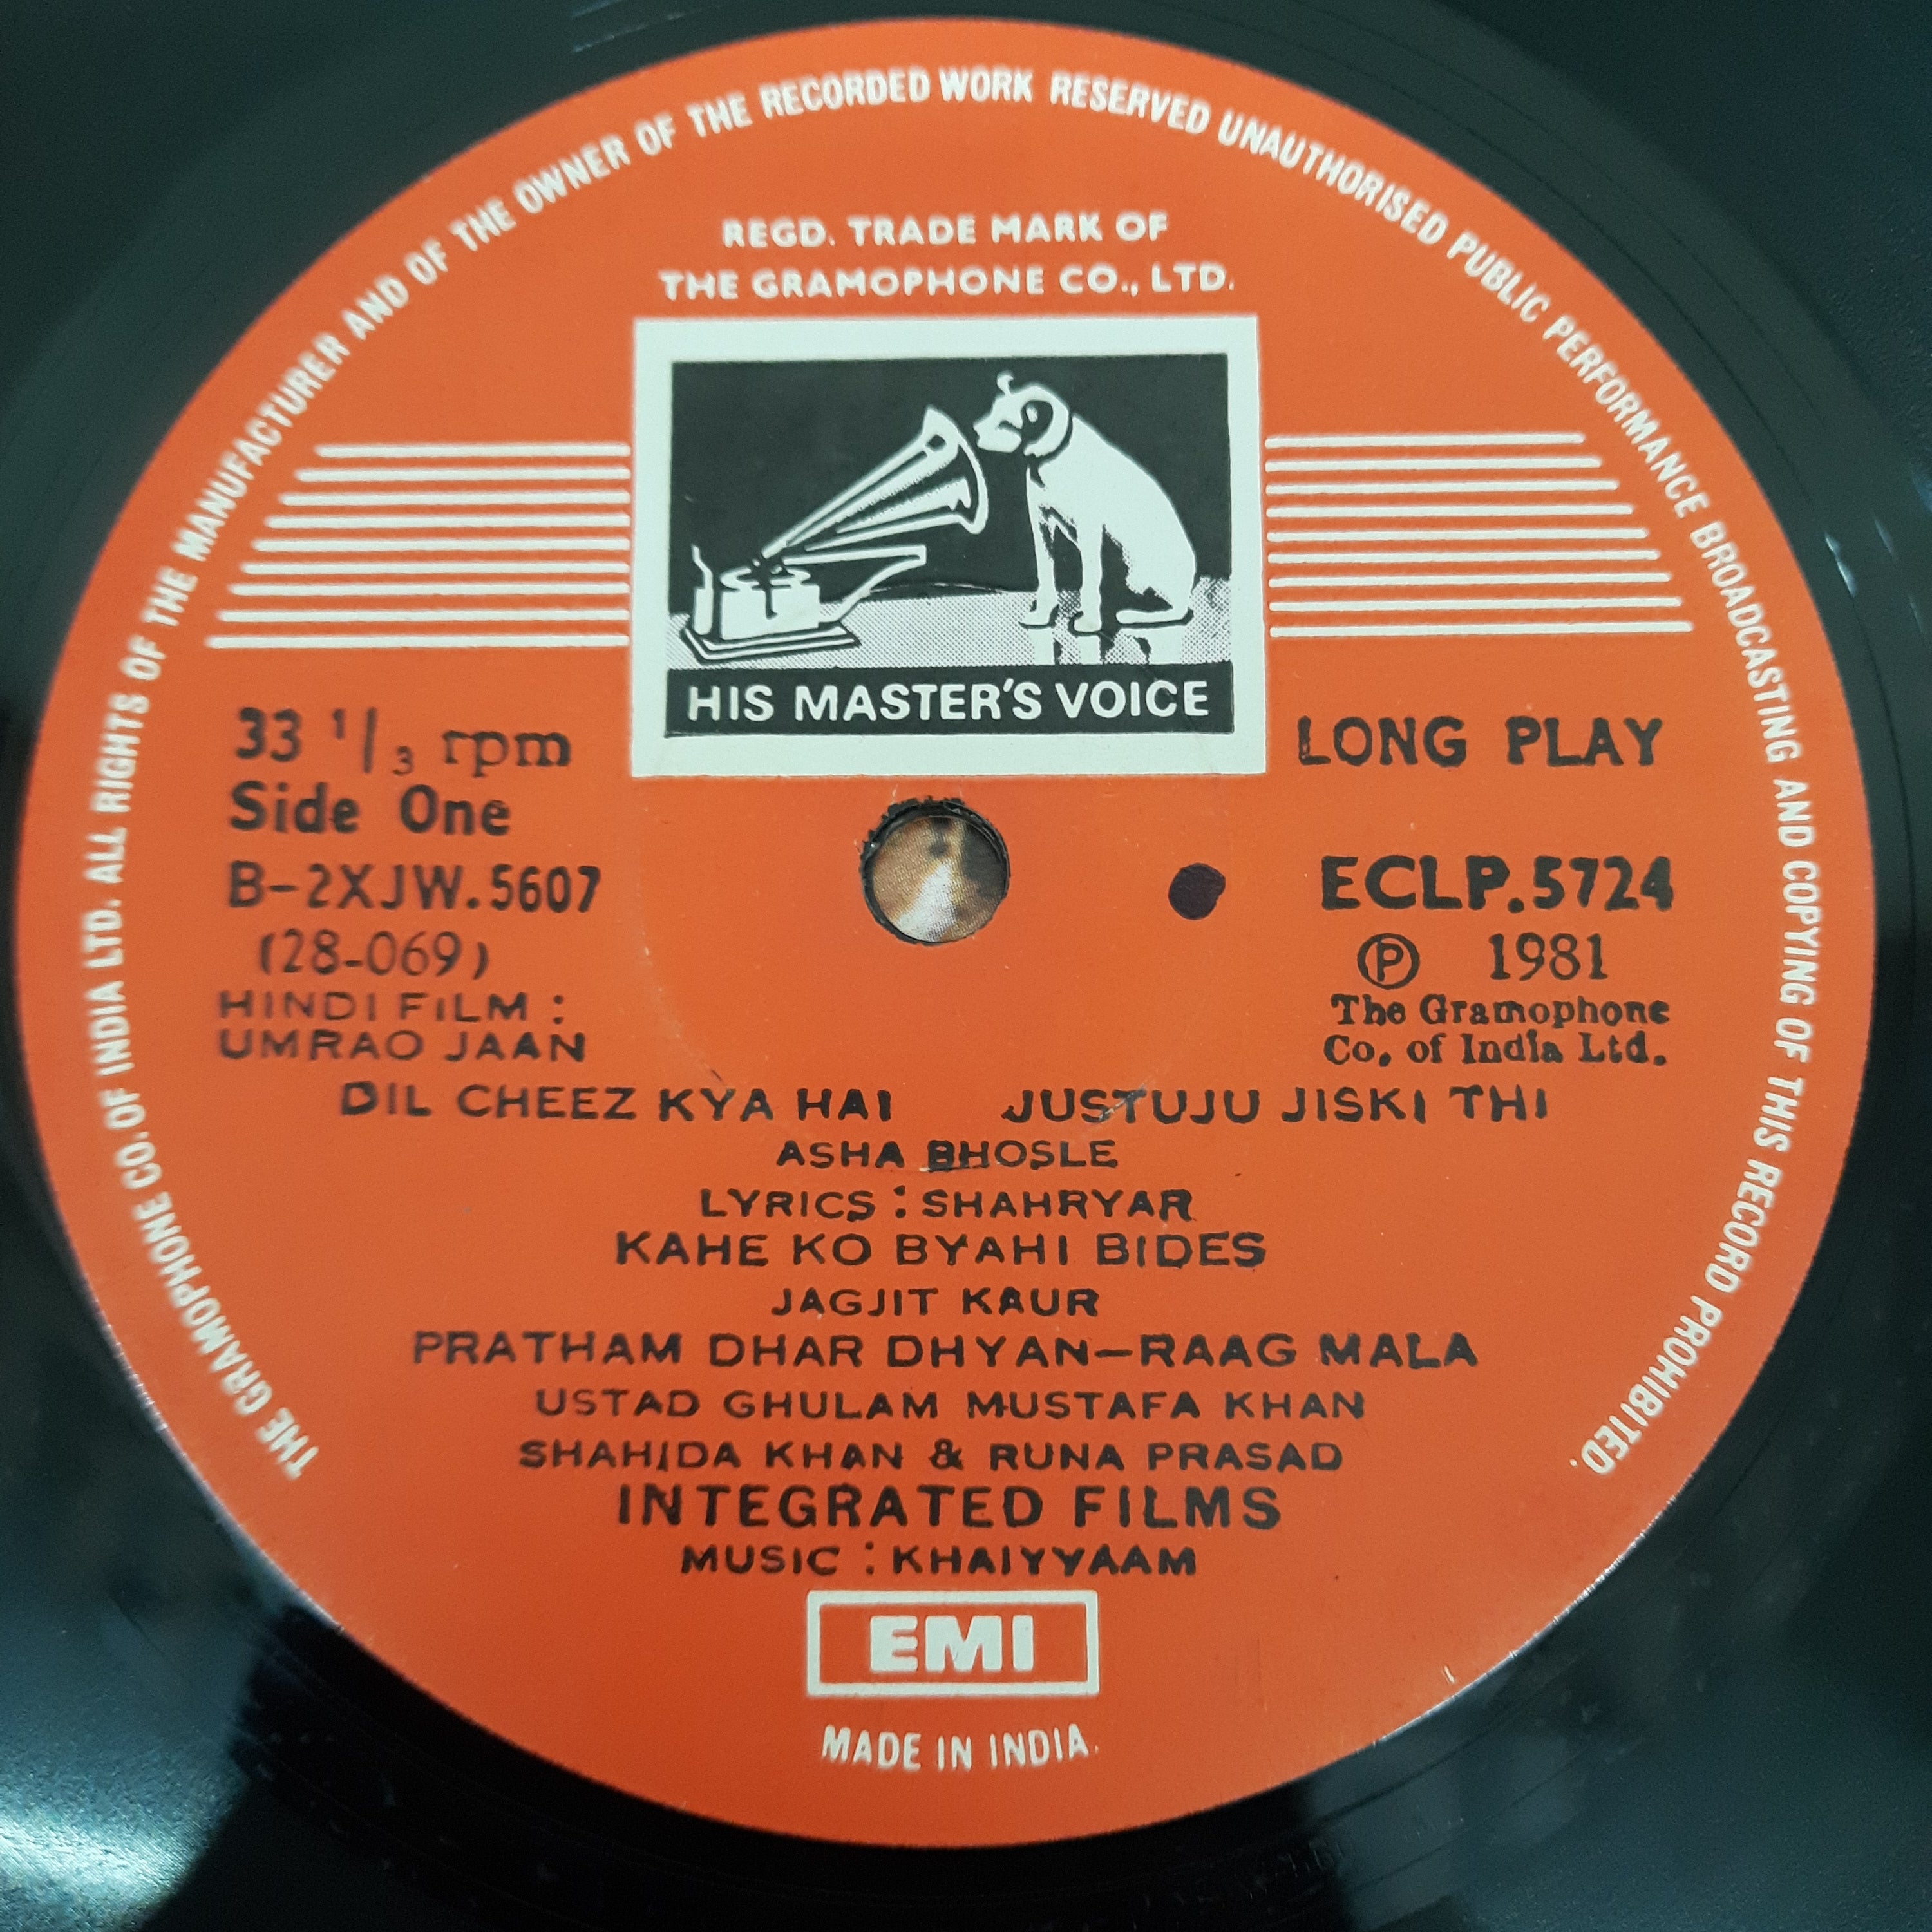 THE GRAMOPHONE CO. OF INDIA LTD. ALL RIGHTS OF THE MANUFACTURER AND OF THE OWNER OF THE RECORDED WORK RESERVED UNAUTHORISED PUBLIC PERFORMANCE BROADCASTING AND COPYING OF THIS RECORD PROHIBITED.
REGD. TRADE MARK OF
THE GRAMOPHONE CO., LTD.
HIS MASTER'S VOICE
33 1/3 rpm
Side One
B-2XJW.5607
(28-069)
HINDI FILM :
UMRAO JAAN
LONG PLAY
ECLP.5724
℗ 1981
The Gramophone
Co. of India Ltd.
DIL CHEEZ KYA HAI JUSTUJU JISKI THI
ASHA BHOSLE
LYRICS : SHAHRYAR
KAHE KO BYAHI BIDES
JAGJIT KAUR
PRATHAM DHAR DHYAN—RAAG MALA
USTAD GHULAM MUSTAFA KHAN
SHAHIDA KHAN & RUNA PRASAD
INTEGRATED FILMS
MUSIC : KHAIYYAAM
EMI
MADE IN INDIA.